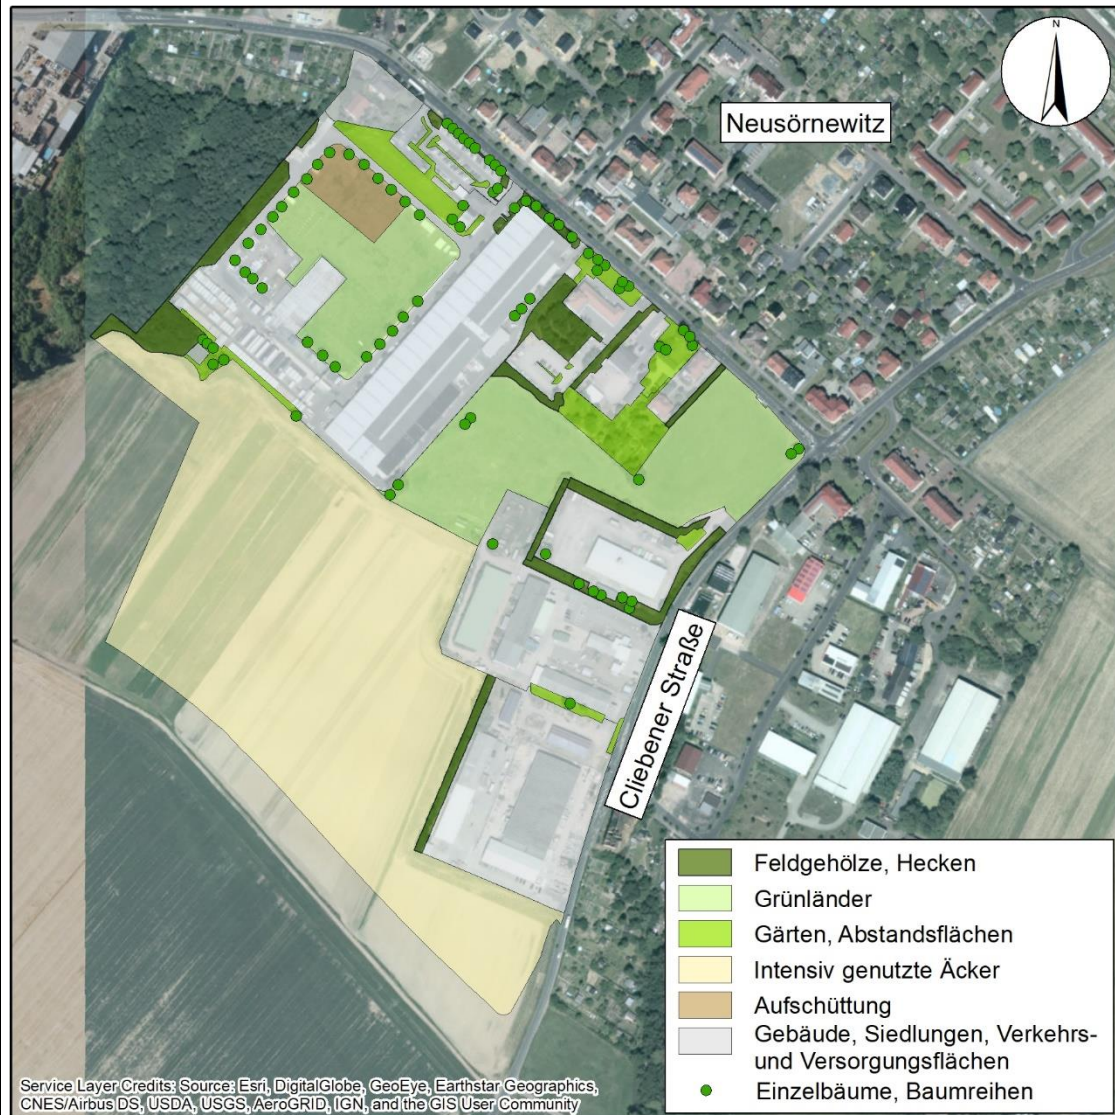 N
Neusörnewitz
Cliebener Straße
Feldgehölze, Hecken
Grünländer
Gärten, Abstandsflächen
Intensiv genutzte Äcker
Aufschüttung
Gebäude, Siedlungen, Verkehrs-
und Versorgungsflächen
Einzelbäume, Baumreihen
Service Layer Credits: Source: Esri, DigitalGlobe, GeoEye, Earthstar Geographics,
CNES/Airbus DS, USDA, USGS, AeroGRID, IGN, and the GIS User Community